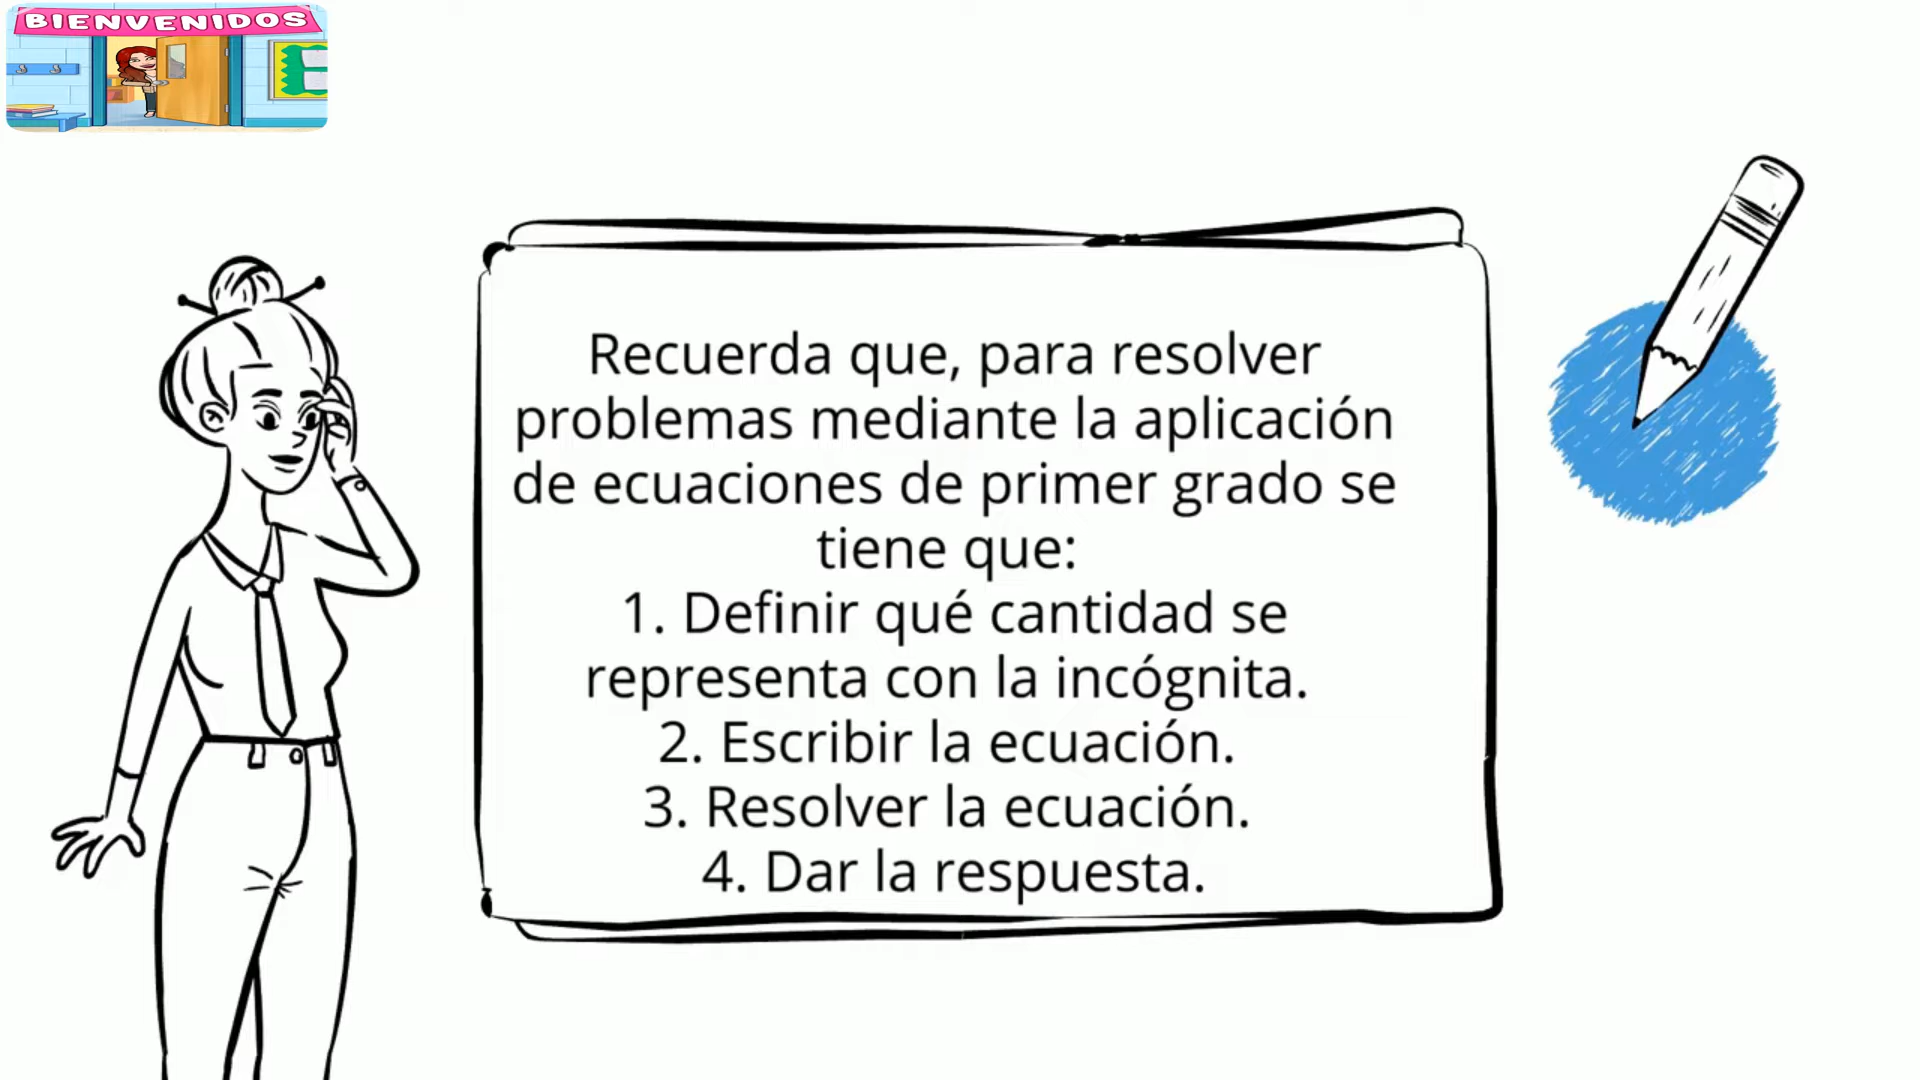 BIENVENIDOS
Recuerda que, para resolver
problemas mediante la aplicación
de ecuaciones de primer grado se
tiene que:
1. Definir qué cantidad se
representa con la incógnita.
2. Escribir la ecuación.
3. Resolver la ecuación.
4. Dar la respuesta.